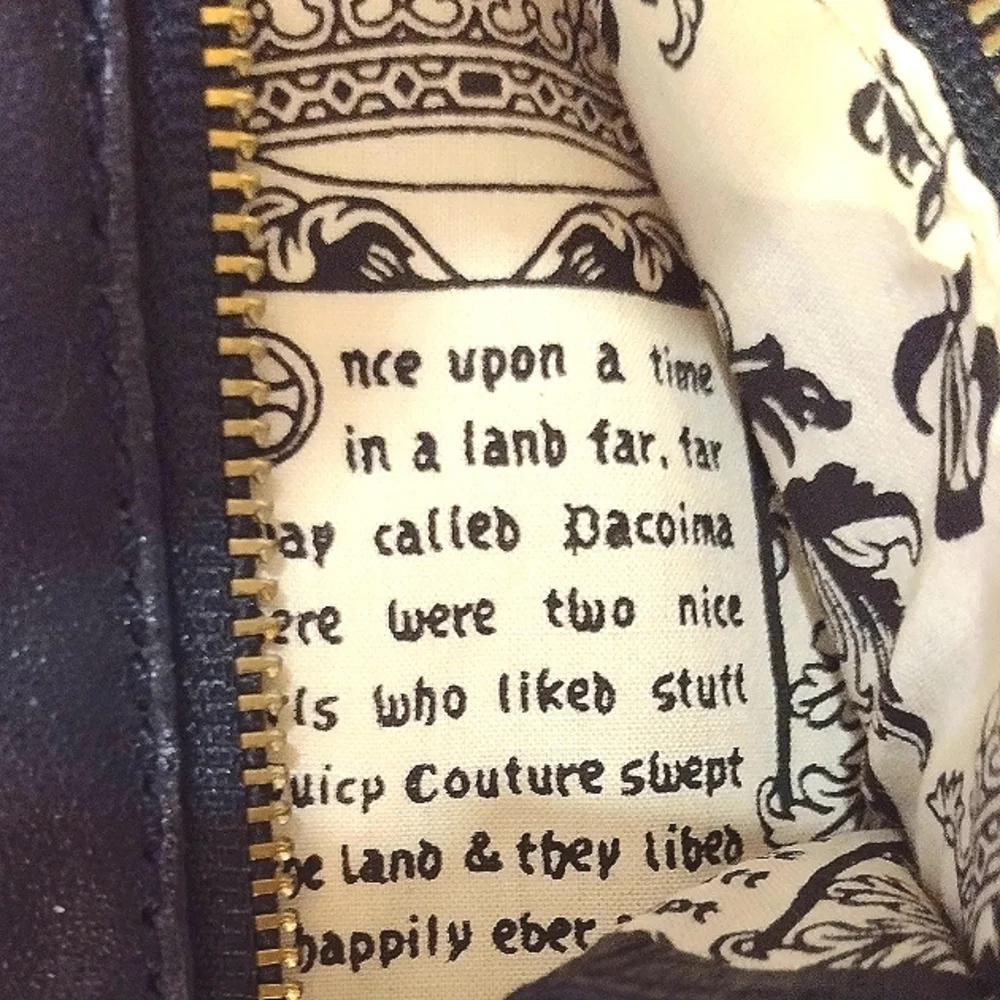 Once upon a time
in a land far, far
ay called Pacoima
ere were two nice
rls who liked stuff
uicy Couture swept
e land & they lived
happily ever